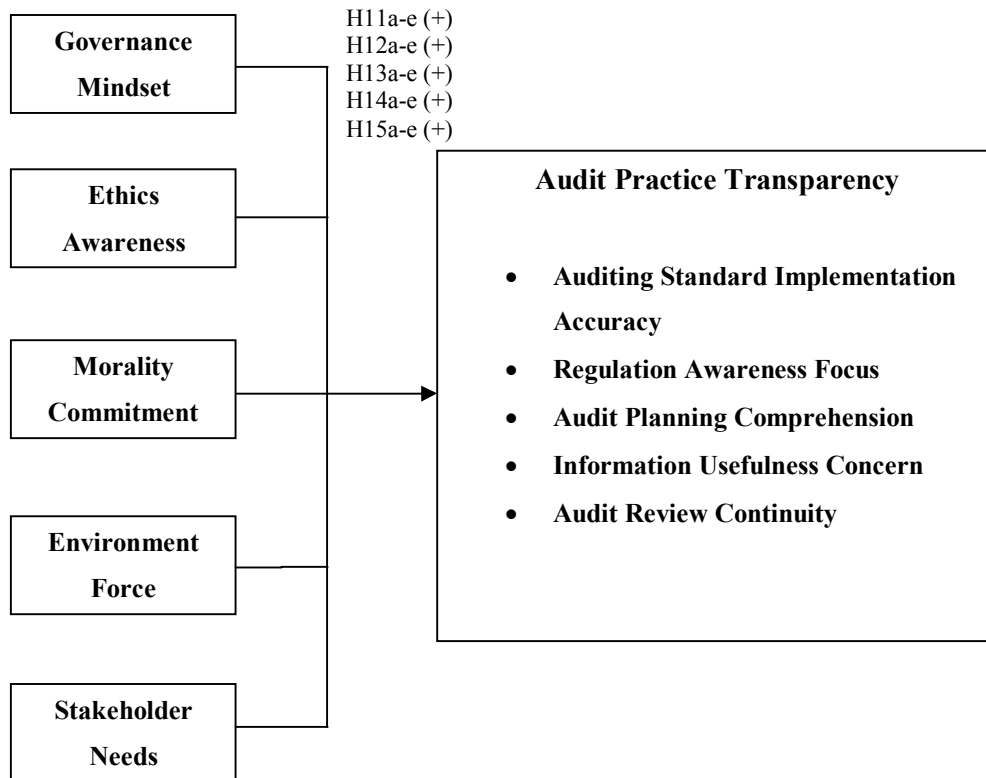 Governance
Mindset
H11a-e (+)
H12a-e (+)
H13a-e (+)
H14a-e (+)
H15a-e (+)
Ethics
Awareness
Morality
Commitment
Environment
Force
Stakeholder
Needs
Audit Practice Transparency
• Auditing Standard Implementation
Accuracy
• Regulation Awareness Focus
• Audit Planning Comprehension
• Information Usefulness Concern
• Audit Review Continuity